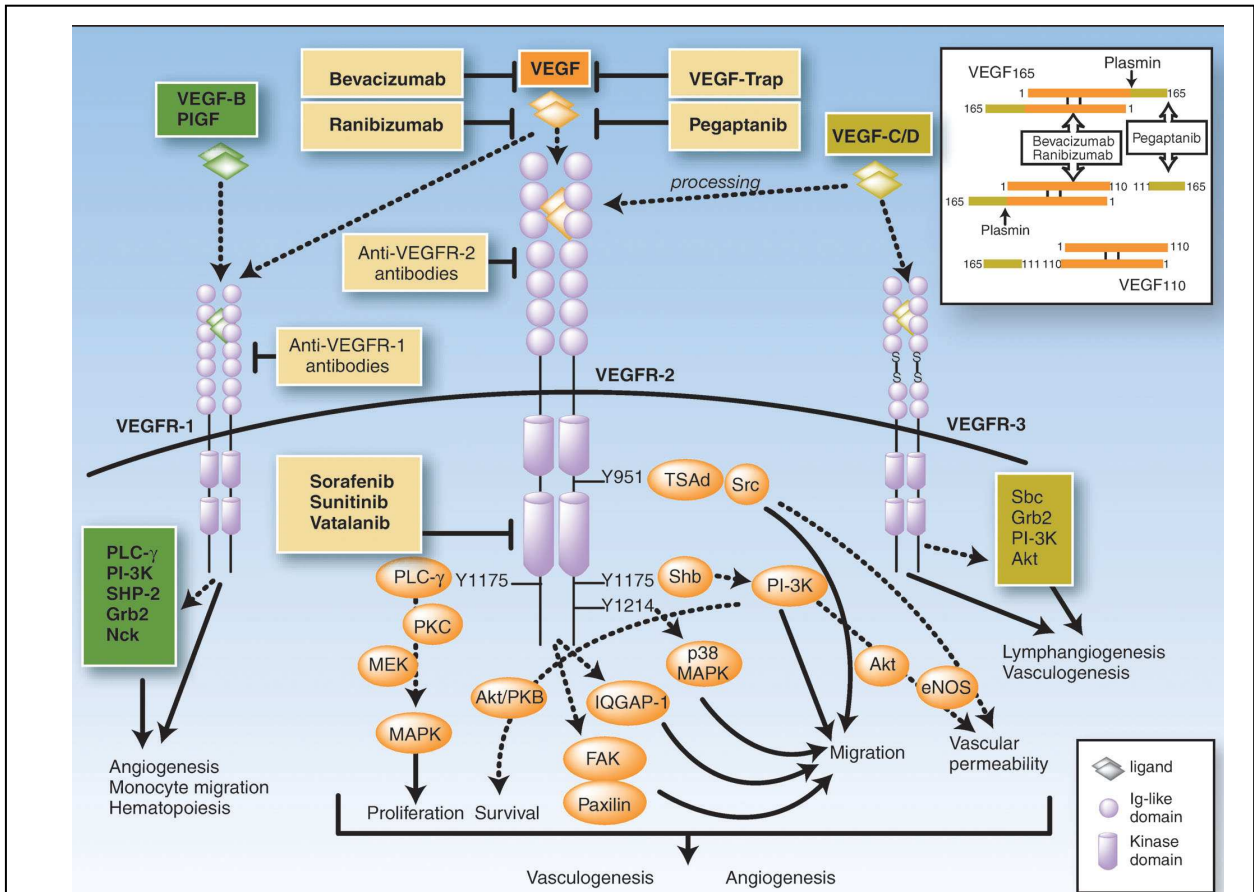 Bevacizumab
VEGF
VEGF-Trap
Ranibizumab
Pegaptanib
VEGF-B
PIGF
VEGF-C/D
processing
Anti-VEGFR-2
antibodies
Anti-VEGFR-1
antibodies
VEGFR-1
VEGFR-2
VEGFR-3
S
S
S
S
VEGF165
Plasmin
1
165
165
1
Bevacizumab
Ranibizumab
Pegaptanib
1
110
111
165
165
1
Plasmin
1
110
165
111
110
1
VEGF110
Sorafenib
Sunitinib
Vatalanib
Y951
TSAd
Src
Sbc
Grb2
PI-3K
Akt
PLC-γ
PI-3K
SHP-2
Grb2
Nck
PLC-γ
Y1175
Y1175
Shb
PI-3K
Y1214
PKC
MEK
p38
MAPK
Akt
eNOS
Akt/PKB
IQGAP-1
MAPK
FAK
Paxilin
Migration
Vascular
permeability
Lymphangiogenesis
Vasculogenesis
Angiogenesis
Monocyte migration
Hematopoiesis
Proliferation
Survival
Vasculogenesis
Angiogenesis
ligand
Ig-like
domain
Kinase
domain